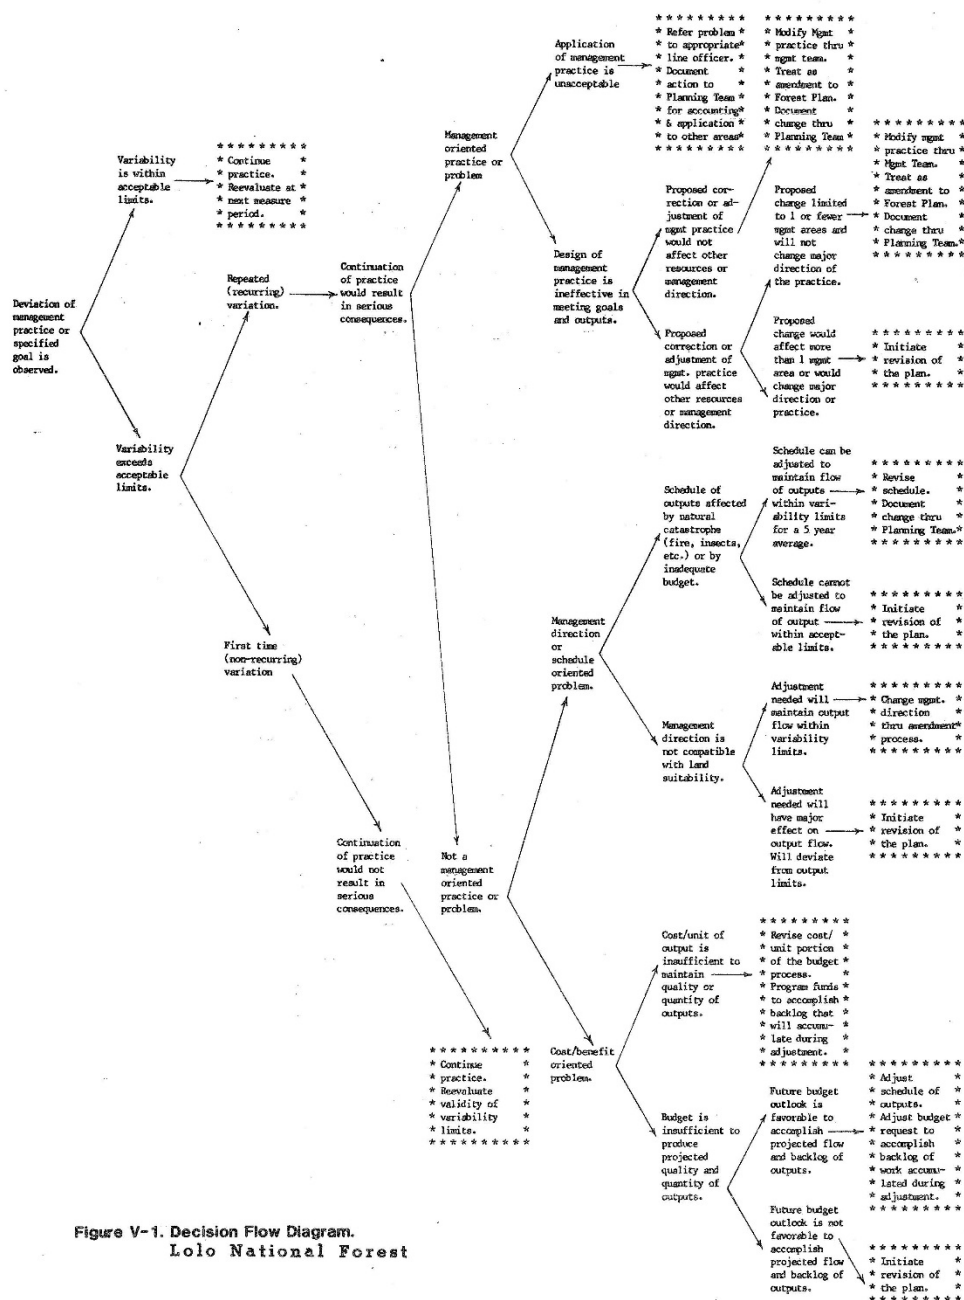 Deviation of
management
practice or
specified
goal is
observed.
Variability
is within
acceptable
limits.
* * * * * * * * *
* Continue *
* practice. *
* Reevaluate at *
* next measure *
* period. *
* * * * * * * * *
Variability
exceeds
acceptable
limits.
Repeated
(recurring)
variation.
First time
(non-recurring)
variation
Continuation
of practice
would result
in serious
consequences.
Continuation
of practice
would not
result in
serious
consequences.
* * * * * * * * * *
* Continue *
* practice. *
* Reevaluate *
* validity of *
* variability *
* limits. *
* * * * * * * * * *
Management
oriented
practice or
problem
Not a
management
oriented
practice or
problem.
Application
of management
practice is
unacceptable
* * * * * * * * *
* Refer problem *
* to appropriate*
* line officer. *
* Document *
* action to *
* Planning Team *
* for accounting*
* & application *
* to other areas*
* * * * * * * * *
Design of
management
practice is
ineffective in
meeting goals
and outputs.
Proposed cor-
rection or ad-
justment of
mgmt practice
would not
affect other
resources or
management
direction.
* * * * * * * * *
* Modify Mgmt *
* practice thru *
* mgmt team. *
* Treat as *
* amendment to *
* Forest Plan. *
* Document *
* change thru *
* Planning Team *
* * * * * * * * *
Proposed
correction or
adjustment of
mgmt. practice
would affect
other resources
or management
direction.
Proposed
change limited
to 1 or fewer
mgmt areas and
will not
change major
direction of
the practice.
* * * * * * * * *
* Modify mgmt *
* practice thru *
* Mgmt Team. *
* Treat as *
* amendment to *
* Forest Plan. *
* Document *
* change thru *
* Planning Team.*
* * * * * * * * *
Proposed
change would
affect more
than 1 mgmt
area or would
change major
direction or
practice.
* * * * * * * * *
* Initiate *
* revision of *
* the plan. *
* * * * * * * * *
Management
direction
or
schedule
oriented
problem.
Schedule of
outputs affected
by natural
catastrophe
(fire, insects,
etc.) or by
inadequate
budget.
Schedule can be
adjusted to
maintain flow
of outputs
within vari-
ability limits
for a 5 year
average.
* * * * * * * * *
* Revise *
* schedule. *
* Document *
* change thru *
* Planning Team.*
* * * * * * * * *
Schedule cannot
be adjusted to
maintain flow
of output
within accept-
able limits.
* * * * * * * * *
* Initiate *
* revision of *
* the plan. *
* * * * * * * * *
Management
direction is
not compatible
with land
suitability.
Adjustment
needed will
maintain output
flow within
variability
limits.
* * * * * * * * *
* Change mgmt. *
* direction *
* thru amendment*
* process. *
* * * * * * * * *
Adjustment
needed will
have major
effect on
output flow.
Will deviate
from output
limits.
* * * * * * * * *
* Initiate *
* revision of *
* the plan. *
* * * * * * * * *
Cost/benefit
oriented
problem.
Cost/unit of
output is
insufficient to
maintain
quality or
quantity of
outputs.
* * * * * * * * *
* Revise cost/ *
* unit portion *
* of the budget *
* process. *
* Program funds *
* to accomplish *
* backlog that *
* will accumu- *
* late during *
* adjustment. *
* * * * * * * * *
Budget is
insufficient to
produce
projected
quality and
quantity of
outputs.
Future budget
outlook is
favorable to
accomplish
projected flow
and backlog of
outputs.
* * * * * * * * *
* Adjust *
* schedule of *
* outputs. *
* Adjust budget *
* request to *
* accomplish *
* backlog of *
* work accumu- *
* lated during *
* adjustment. *
* * * * * * * * *
Future budget
outlook is not
favorable to
accomplish
projected flow
and backlog of
outputs.
* * * * * * * * *
* Initiate *
* revision of *
* the plan. *
* * * * * * * * *
Figure V-1. Decision Flow Diagram.
Lolo National Forest